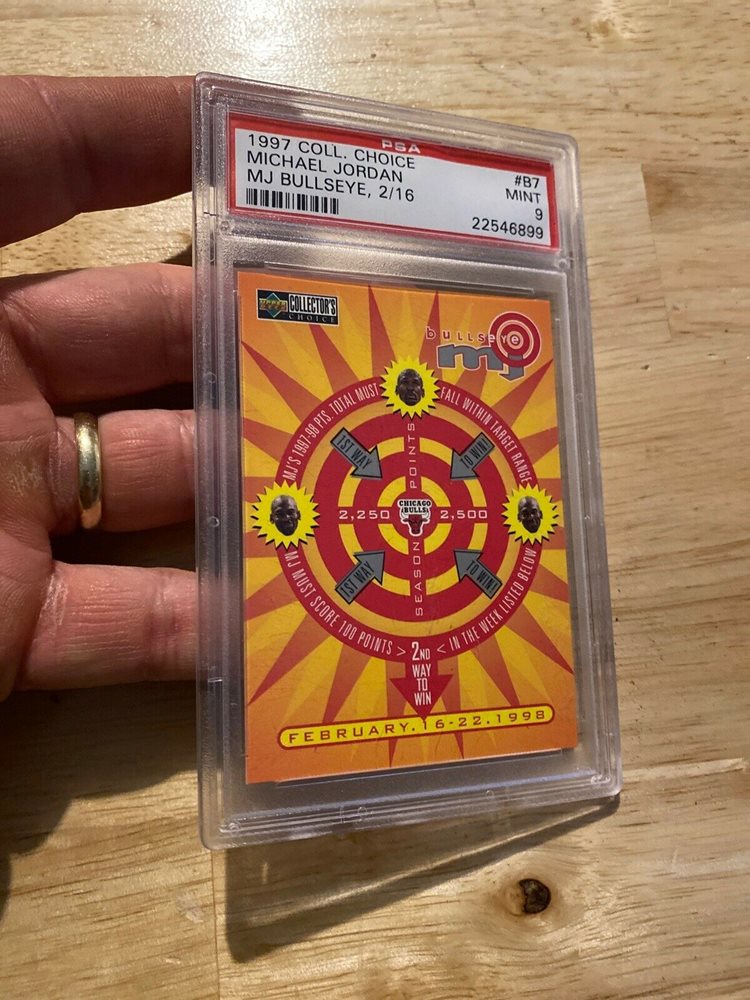 PSA
1997 COLL. CHOICE
MICHAEL JORDAN
MJ BULLSEYE, 2/16
#B7
MINT
9
22546899
UPPER DECK
COLLECTOR'S
CHOICE
bullseye
mj
MJ'S 1997-98 PTS. TOTAL MUST FALL WITHIN TARGET RANGE
1ST WAY
TO WIN!
SEASON POINTS
2,250
CHICAGO
BULLS
2,500
1ST WAY
TO WIN!
MJ MUST SCORE 100 POINTS > < IN THE WEEK LISTED BELOW
2ND
WAY
TO
WIN
FEBRUARY.16-22.1998